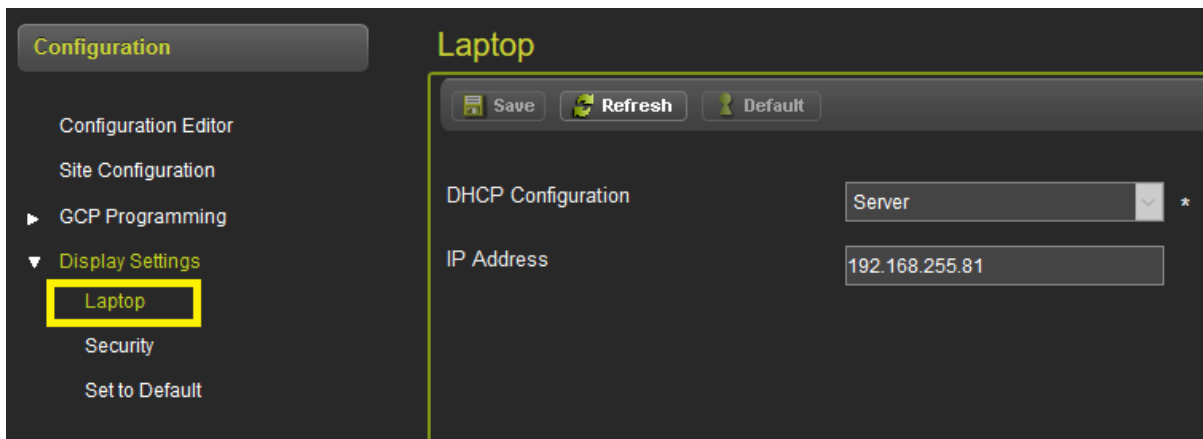 Configuration
Configuration Editor
Site Configuration
GCP Programming
Display Settings
Laptop
Security
Set to Default
Laptop
Save Refresh Default
DHCP Configuration Server *
IP Address 192.168.255.81